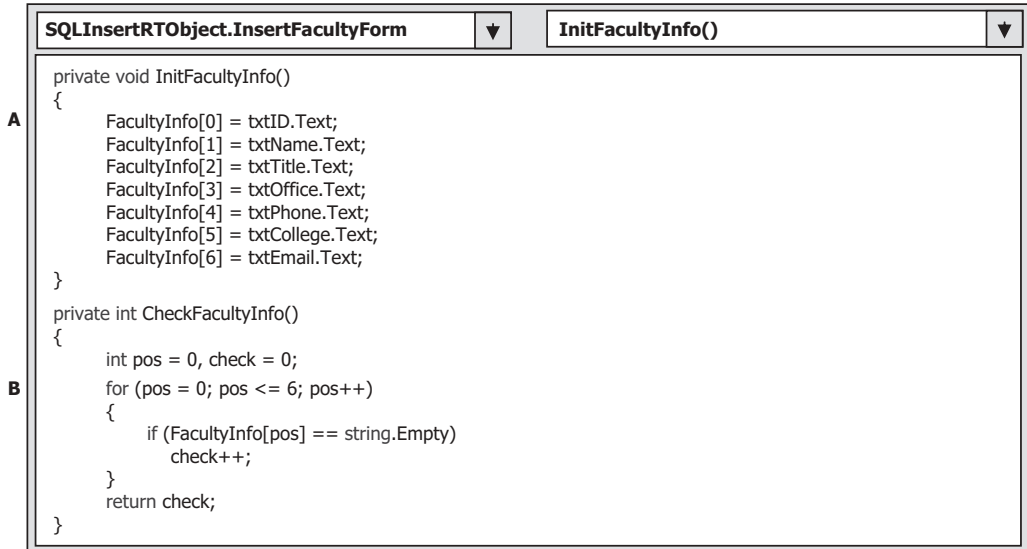 SQLInsertRTObject.InsertFacultyForm InitFacultyInfo()
private void InitFacultyInfo()
{
A FacultyInfo[0] = txtID.Text;
FacultyInfo[1] = txtName.Text;
FacultyInfo[2] = txtTitle.Text;
FacultyInfo[3] = txtOffice.Text;
FacultyInfo[4] = txtPhone.Text;
FacultyInfo[5] = txtCollege.Text;
FacultyInfo[6] = txtEmail.Text;
}
private int CheckFacultyInfo()
{
int pos = 0, check = 0;
B for (pos = 0; pos <= 6; pos++)
{
if (FacultyInfo[pos] == string.Empty)
check++;
}
return check;
}